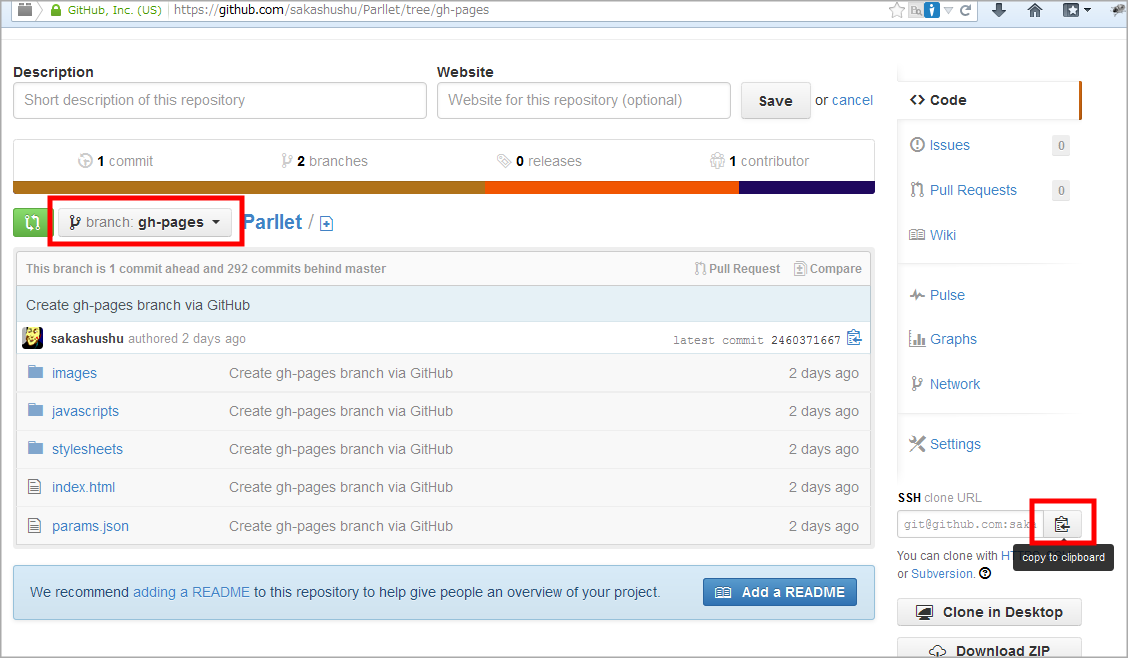 GitHub, Inc. (US) https://github.com/sakashushu/Parllet/tree/gh-pages
Description
Website
Short description of this repository
Website for this repository (optional)
Save or cancel
1 commit
2 branches
0 releases
1 contributor
branch: gh-pages
Parllet /
This branch is 1 commit ahead and 292 commits behind master
Pull Request
Compare
Create gh-pages branch via GitHub
sakashushu authored 2 days ago
latest commit 2460371667
images Create gh-pages branch via GitHub 2 days ago
javascripts Create gh-pages branch via GitHub 2 days ago
stylesheets Create gh-pages branch via GitHub 2 days ago
index.html Create gh-pages branch via GitHub 2 days ago
params.json Create gh-pages branch via GitHub 2 days ago
We recommend adding a README to this repository to help give people an overview of your project.
Add a README
Code
Issues 0
Pull Requests 0
Wiki
Pulse
Graphs
Network
Settings
SSH clone URL
git@github.com:saka
You can clone with
copy to clipboard
or Subversion.
Clone in Desktop
Download ZIP